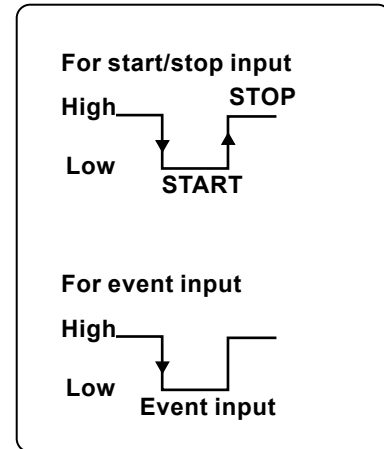 For start/stop input
High
STOP
Low
START
For event input
High
Low
Event input